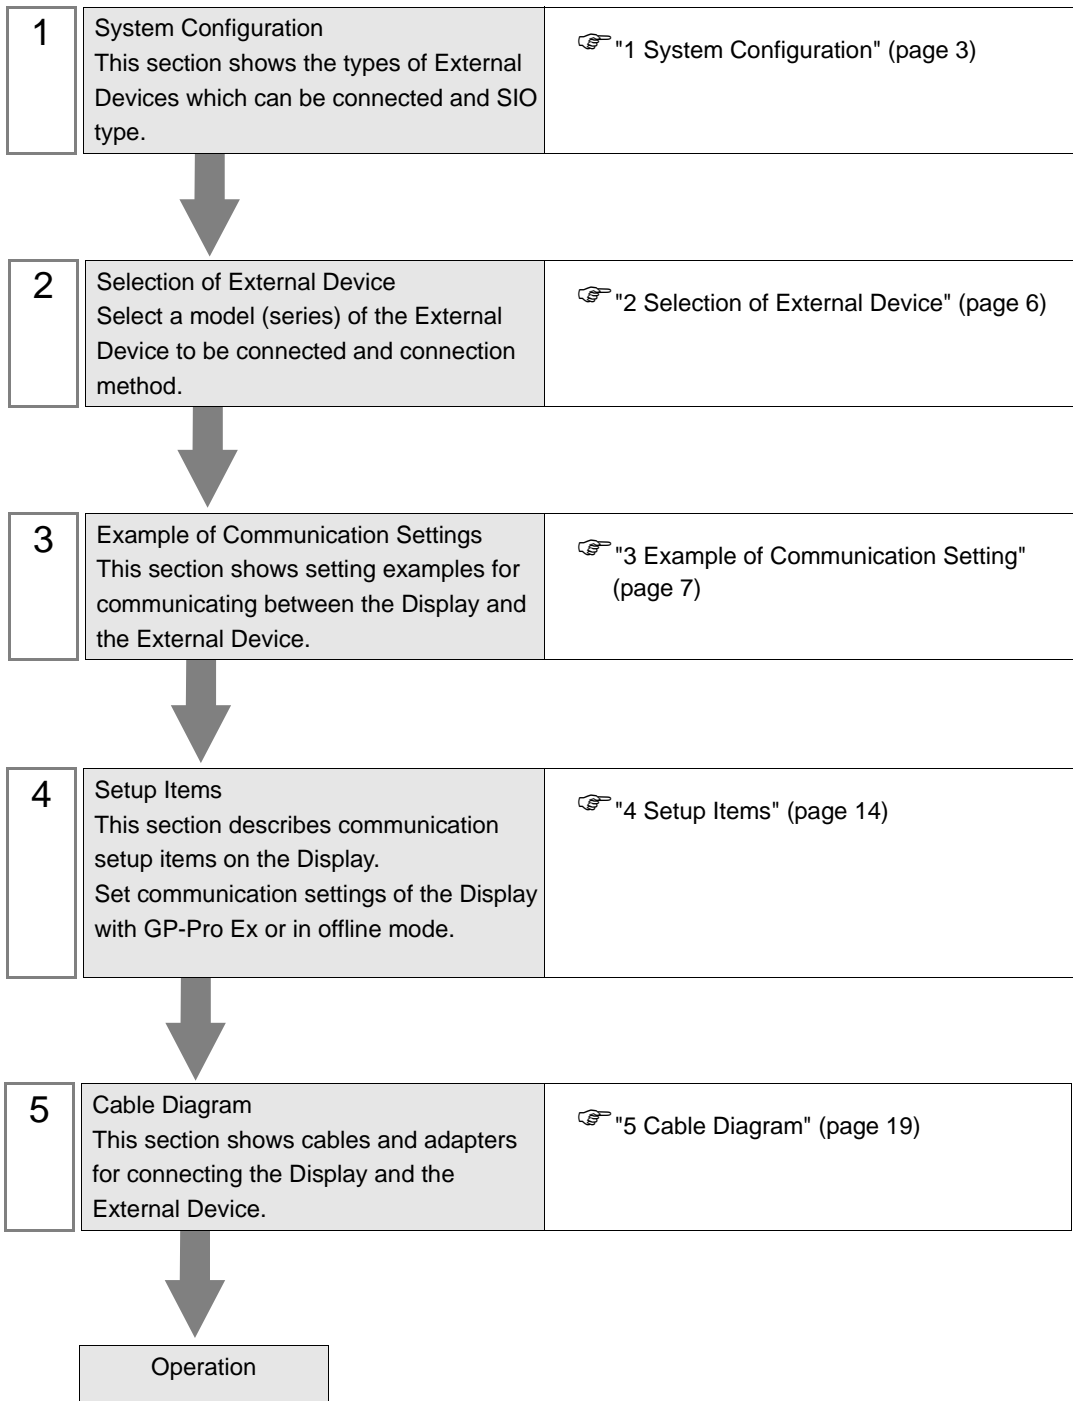 1
System Configuration
This section shows the types of External
Devices which can be connected and SIO
type.
"1 System Configuration" (page 3)
2
Selection of External Device
Select a model (series) of the External
Device to be connected and connection
method.
"2 Selection of External Device" (page 6)
3
Example of Communication Settings
This section shows setting examples for
communicating between the Display and
the External Device.
"3 Example of Communication Setting"
(page 7)
4
Setup Items
This section describes communication
setup items on the Display.
Set communication settings of the Display
with GP-Pro Ex or in offline mode.
"4 Setup Items" (page 14)
5
Cable Diagram
This section shows cables and adapters
for connecting the Display and the
External Device.
"5 Cable Diagram" (page 19)
Operation